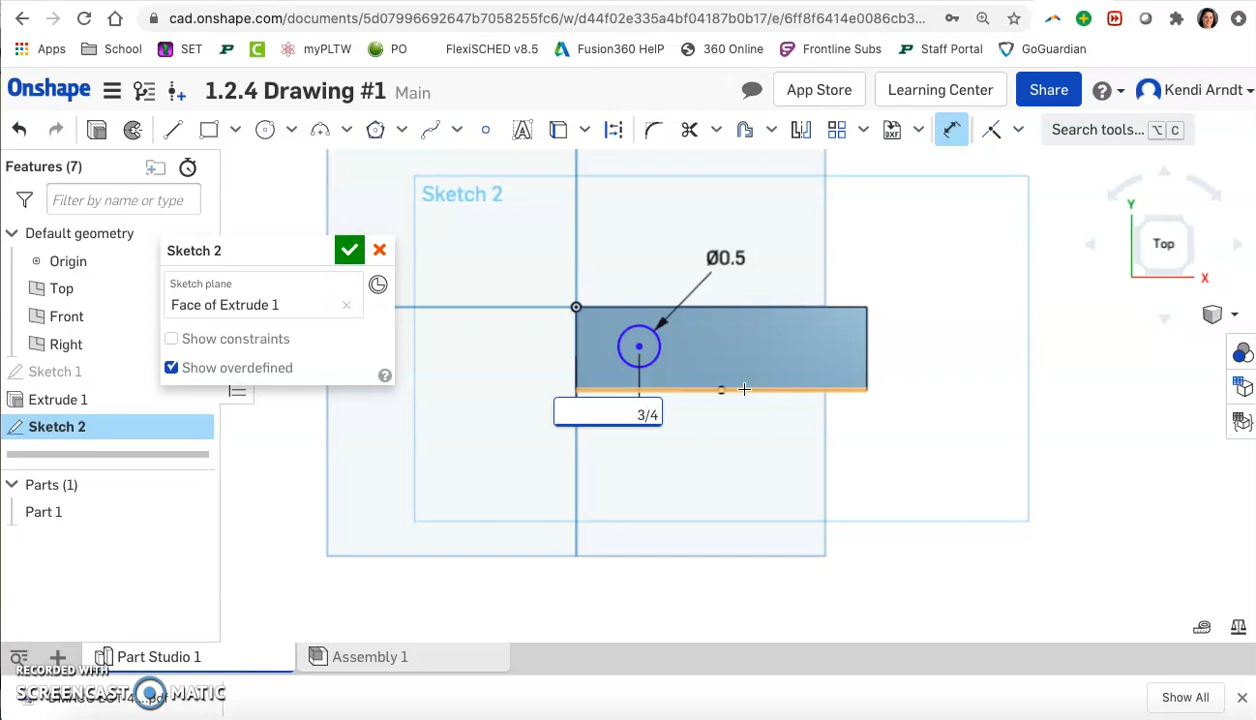 cad.onshape.com/documents/5d07996692647b7058255fc6/w/d44f02e335a4bf04187b0b17/e/6ff8f6414e0086cb3...
Apps School SET myPLTW PO FlexiSCHED v8.5 Fusion360 HelP 360 Online Frontline Subs Staff Portal GoGuardian
Onshape 1.2.4 Drawing #1 Main App Store Learning Center Share Kendi Arndt
Search tools... ⌥ C
Features (7)
Filter by name or type
Default geometry
Origin
Top
Front
Right
Sketch 1
Extrude 1
Sketch 2
Parts (1)
Part 1
Sketch 2
Sketch plane
Face of Extrude 1
Show constraints
Show overdefined
Sketch 2
Ø0.5
3/4
Y
Top
X
Part Studio 1
Assembly 1
RECORDED WITH
SCREENCAST MATIC
Show All